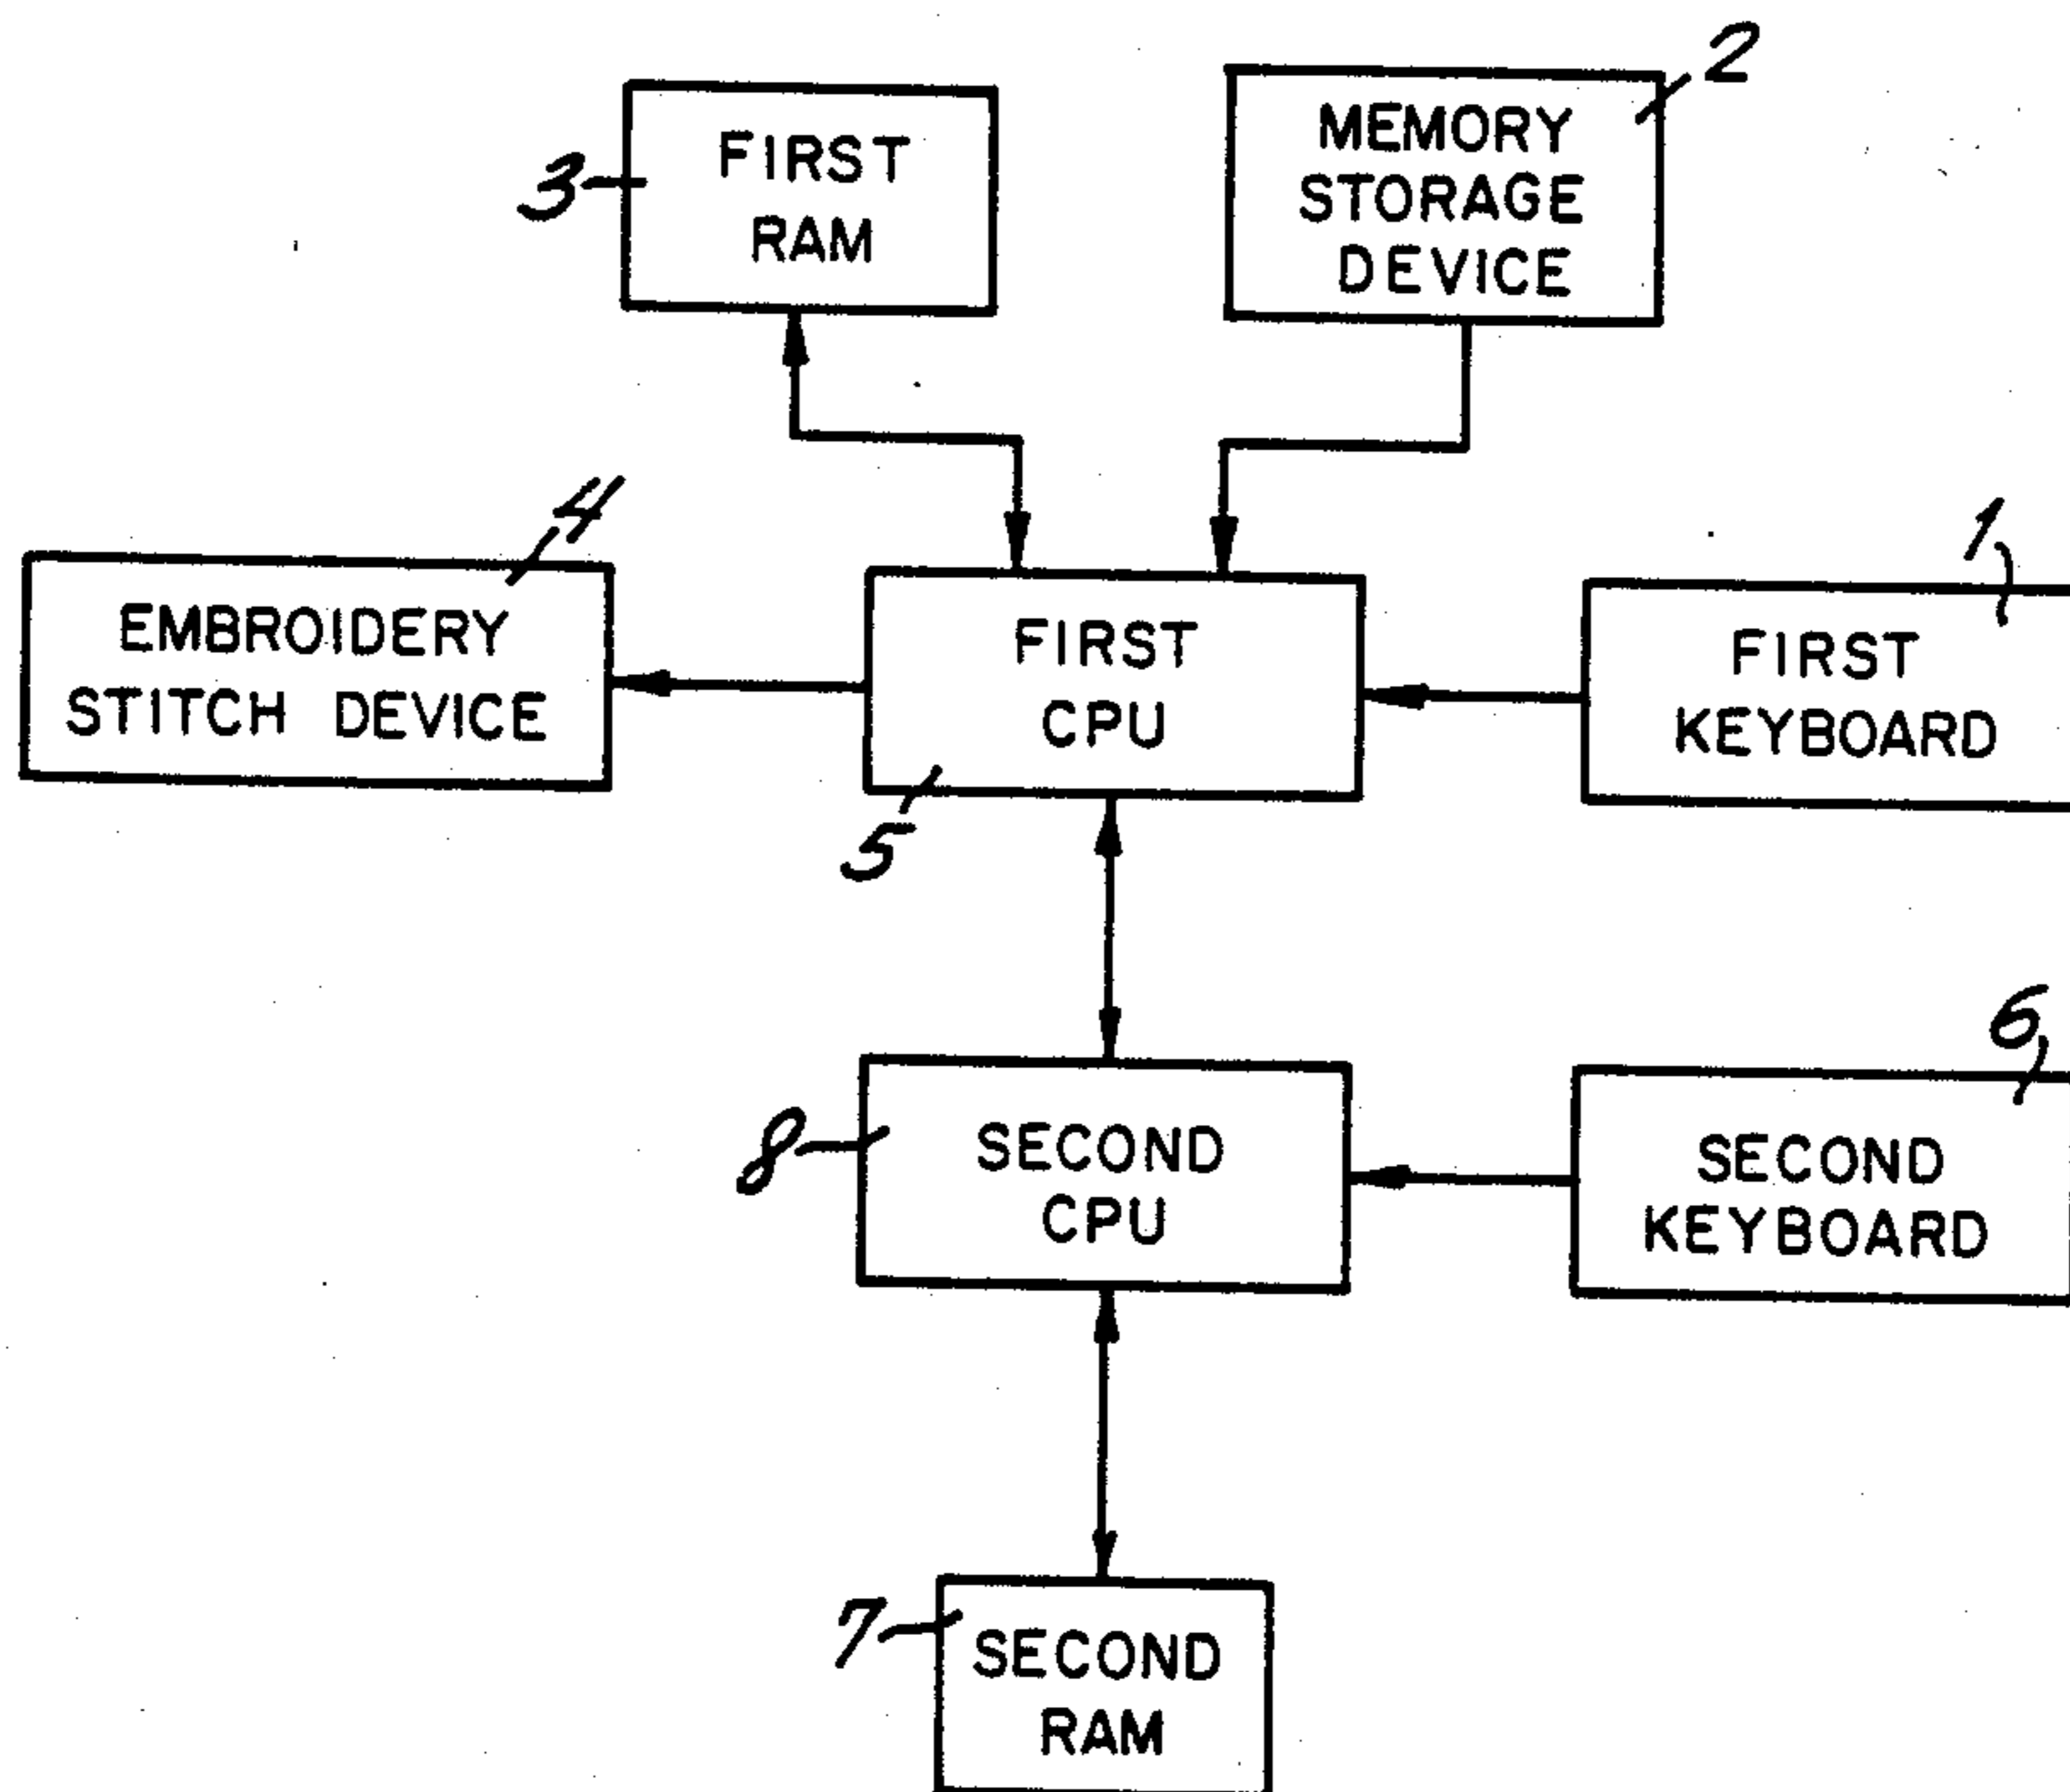 2
3
FIRST
RAM
MEMORY
STORAGE
DEVICE
4
1
EMBROIDERY
STITCH DEVICE
FIRST
CPU
FIRST
KEYBOARD
5
6
8
SECOND
CPU
SECOND
KEYBOARD
7
SECOND
RAM